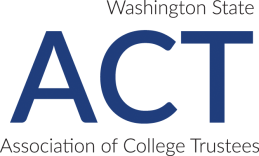 Washington State
ACT
Association of College Trustees